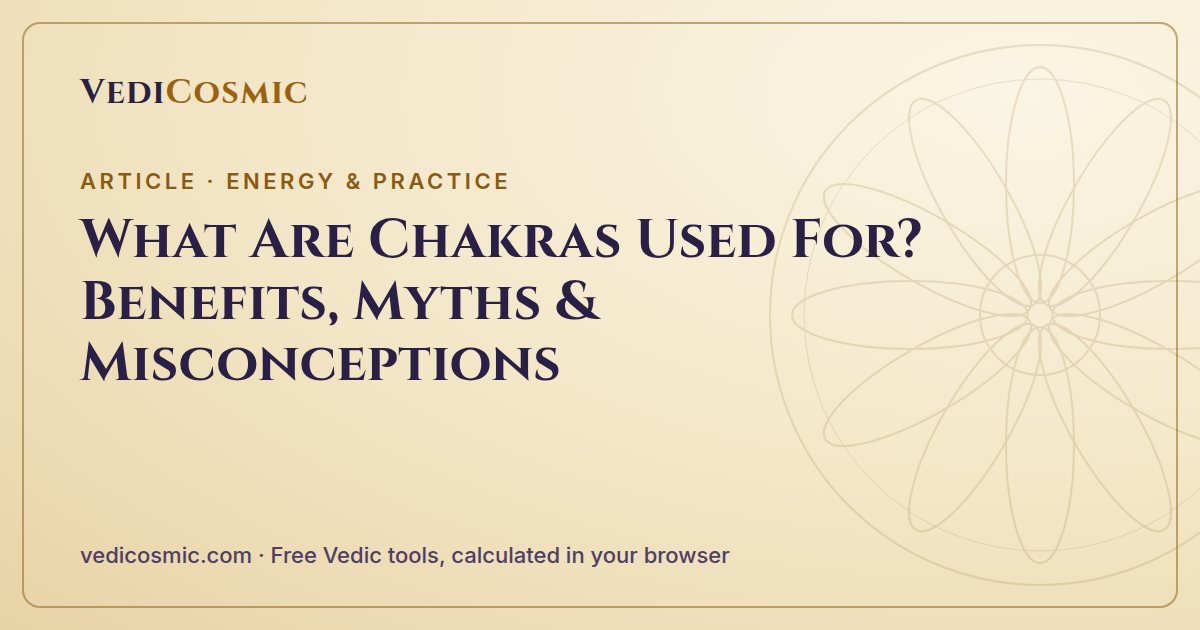 VediCosmic
ARTICLE · ENERGY & PRACTICE
What Are Chakras Used For?
Benefits, Myths &
Misconceptions
vedicosmic.com · Free Vedic tools, calculated in your browser